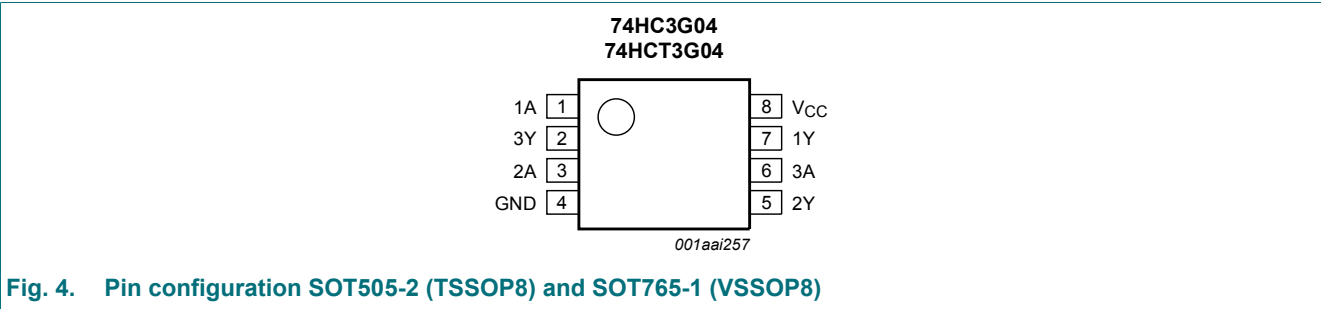 74HC3G04
74HCT3G04
1A 1 8 VCC
3Y 2 7 1Y
2A 3 6 3A
GND 4 5 2Y
001aai257
Fig. 4. Pin configuration SOT505-2 (TSSOP8) and SOT765-1 (VSSOP8)